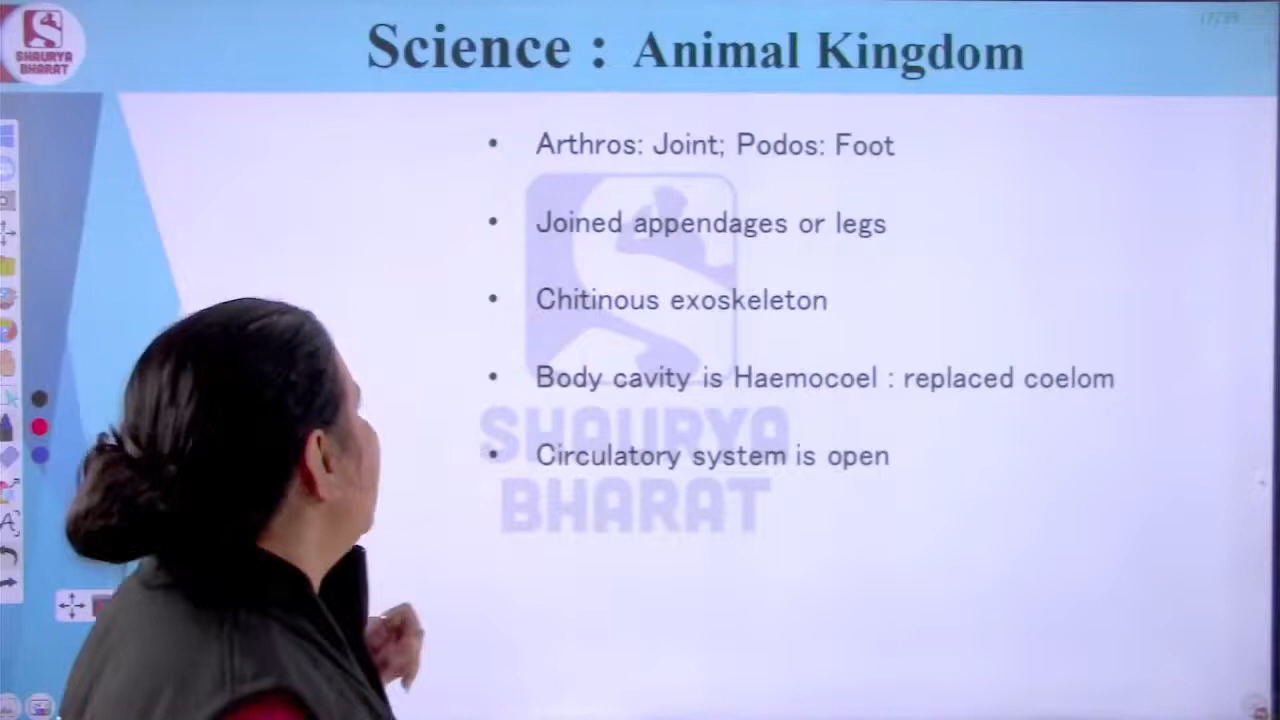 SHAURYA
BHARAT
Science : Animal Kingdom
• Arthros: Joint; Podos: Foot
• Joined appendages or legs
• Chitinous exoskeleton
• Body cavity is Haemocoel : replaced coelom
• Circulatory system is open
SHAURYA
BHARAT